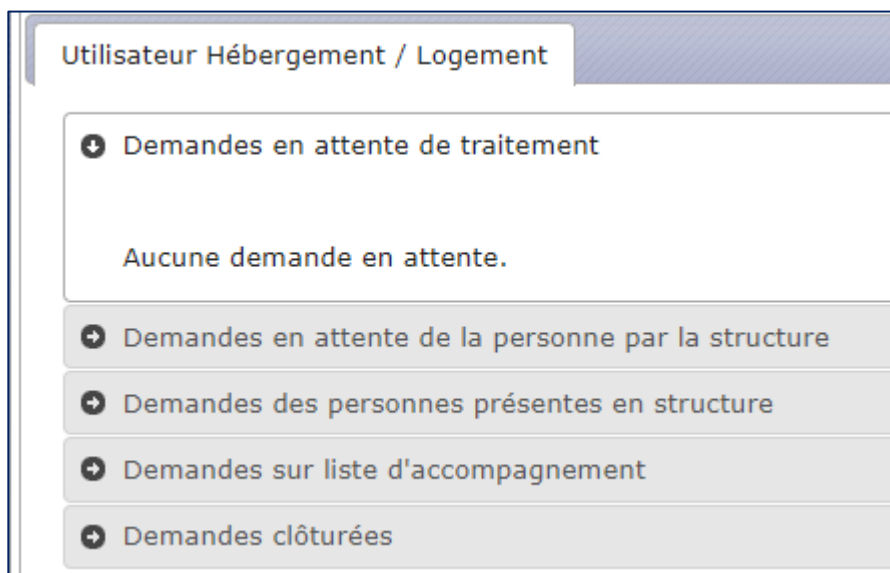 Utilisateur Hébergement / Logement
Demandes en attente de traitement
Aucune demande en attente.
Demandes en attente de la personne par la structure
Demandes des personnes présentes en structure
Demandes sur liste d'accompagnement
Demandes clôturées